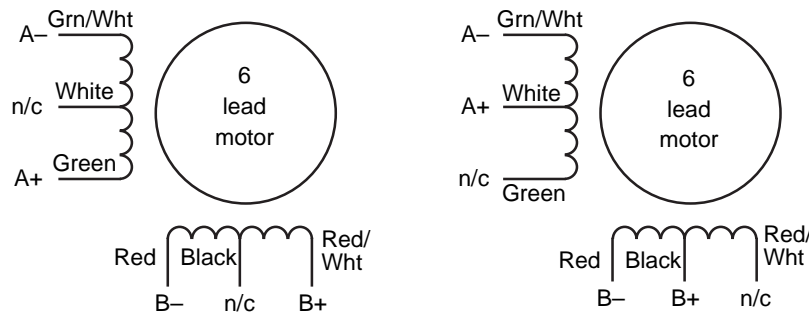 Grn/Wht
A–
White
n/c
Green
A+
6
lead
motor
Red
Black
Red/
Wht
B–
n/c
B+
Grn/Wht
A–
White
A+
n/c
Green
6
lead
motor
Red
Black
Red/
Wht
B–
B+
n/c